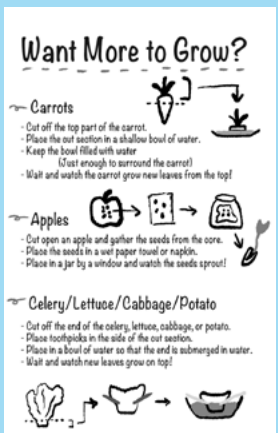 Want More to Grow?
Carrots
- Cut off the top part of the carrot.
- Place the cut section in a shallow bowl of water.
- Keep the bowl filled with water
(Just enough to surround the carrot)
- Wait and watch the carrot grow new leaves from the top!
Apples
- Cut open an apple and gather the seeds from the core.
- Place the seeds in a wet paper towel or napkin.
- Place in a jar by a window and watch the seeds sprout!
Celery/Lettuce/Cabbage/Potato
- Cut off the end of the celery, lettuce, cabbage, or potato.
- Place toothpicks in the side of the cut section.
- Place in a bowl of water so that the end is submerged in water.
- Wait and watch new leaves grow on top!